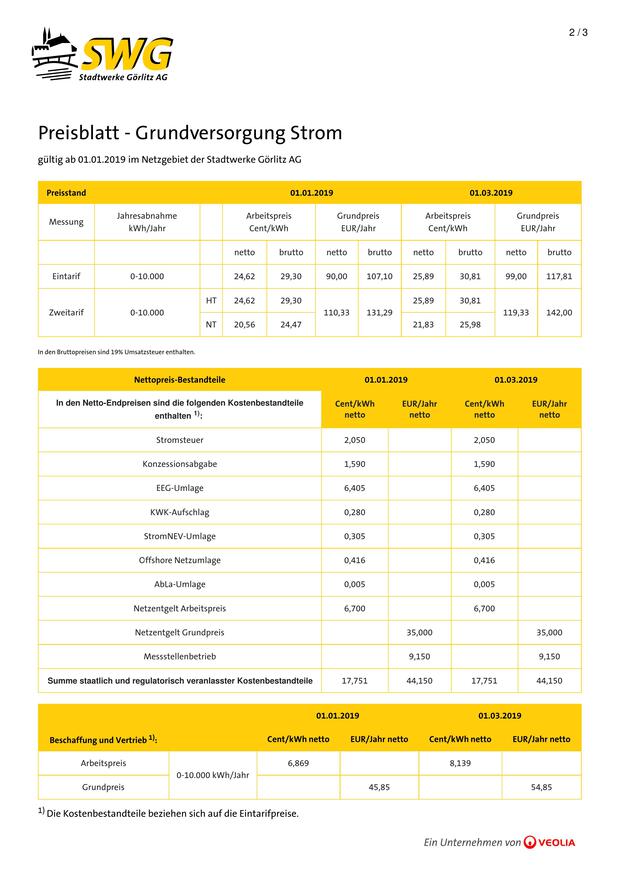 2 / 3
SWG
Stadtwerke Görlitz AG
Preisblatt - Grundversorgung Strom
gültig ab 01.01.2019 im Netzgebiet der Stadtwerke Görlitz AG
Preisstand 01.01.2019 01.03.2019
Messung Jahresabnahme kWh/Jahr Arbeitspreis Cent/kWh Grundpreis EUR/Jahr Arbeitspreis Cent/kWh Grundpreis EUR/Jahr
netto brutto netto brutto netto brutto netto brutto
Eintarif 0-10.000 24,62 29,30 90,00 107,10 25,89 30,81 99,00 117,81
Zweitarif 0-10.000 HT 24,62 29,30 110,33 131,29 25,89 30,81 119,33 142,00
NT 20,56 24,47 21,83 25,98
In den Bruttopreisen sind 19% Umsatzsteuer enthalten.
Nettopreis-Bestandteile 01.01.2019 01.03.2019
In den Netto-Endpreisen sind die folgenden Kostenbestandteile enthalten 1): Cent/kWh netto EUR/Jahr netto Cent/kWh netto EUR/Jahr netto
Stromsteuer 2,050 2,050
Konzessionsabgabe 1,590 1,590
EEG-Umlage 6,405 6,405
KWK-Aufschlag 0,280 0,280
StromNEV-Umlage 0,305 0,305
Offshore Netzumlage 0,416 0,416
AbLa-Umlage 0,005 0,005
Netzentgelt Arbeitspreis 6,700 6,700
Netzentgelt Grundpreis 35,000 35,000
Messstellenbetrieb 9,150 9,150
Summe staatlich und regulatorisch veranlasster Kostenbestandteile 17,751 44,150 17,751 44,150
01.01.2019 01.03.2019
Beschaffung und Vertrieb 1): Cent/kWh netto EUR/Jahr netto Cent/kWh netto EUR/Jahr netto
Arbeitspreis 0-10.000 kWh/Jahr 6,869 8,139
Grundpreis 45,85 54,85
1) Die Kostenbestandteile beziehen sich auf die Eintarifpreise.
Ein Unternehmen von VEOLIA